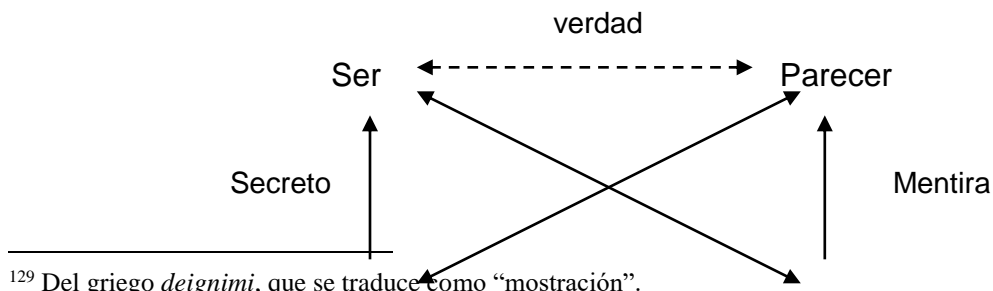 verdad
Ser Parecer
Secreto Mentira
129 Del griego deignimi, que se traduce como “mostración”.